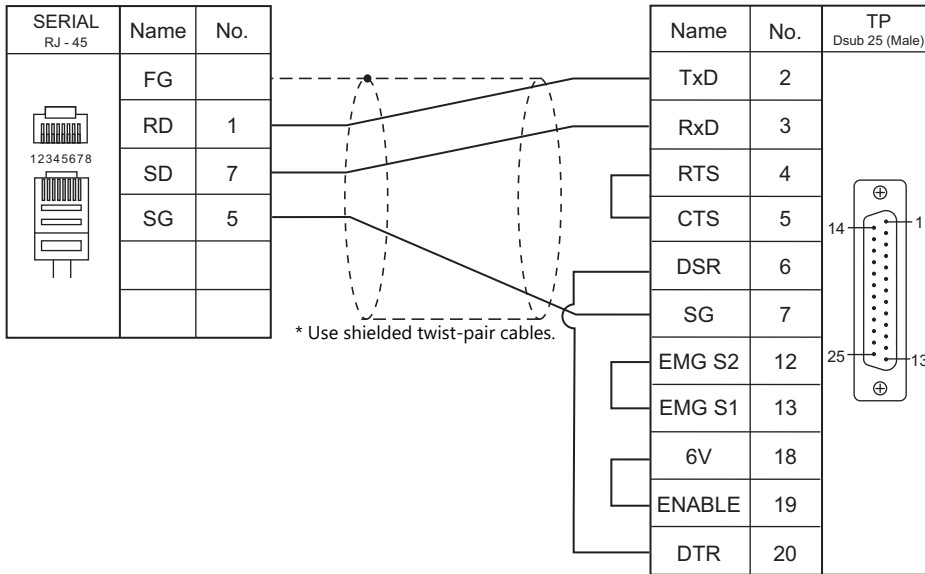 SERIAL
RJ - 45
Name No.
FG
RD 1
SD 7
SG 5
12345678
* Use shielded twist-pair cables.
Name No.
TP
Dsub 25 (Male)
TxD 2
RxD 3
RTS 4
CTS 5
DSR 6
SG 7
EMG S2 12
EMG S1 13
6V 18
ENABLE 19
DTR 20
14 1
25 13